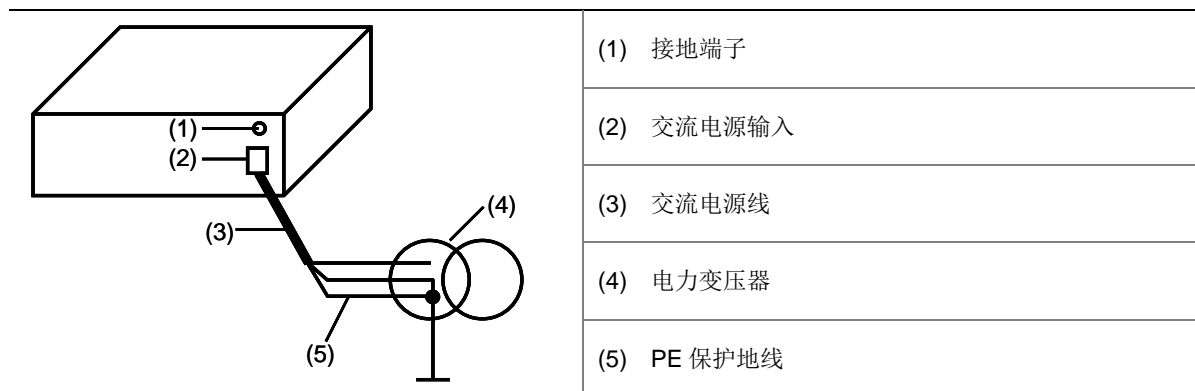 (1)
(2)
(3)
(4)
(5)
(1) 接地端子
(2) 交流电源输入
(3) 交流电源线
(4) 电力变压器
(5) PE 保护地线